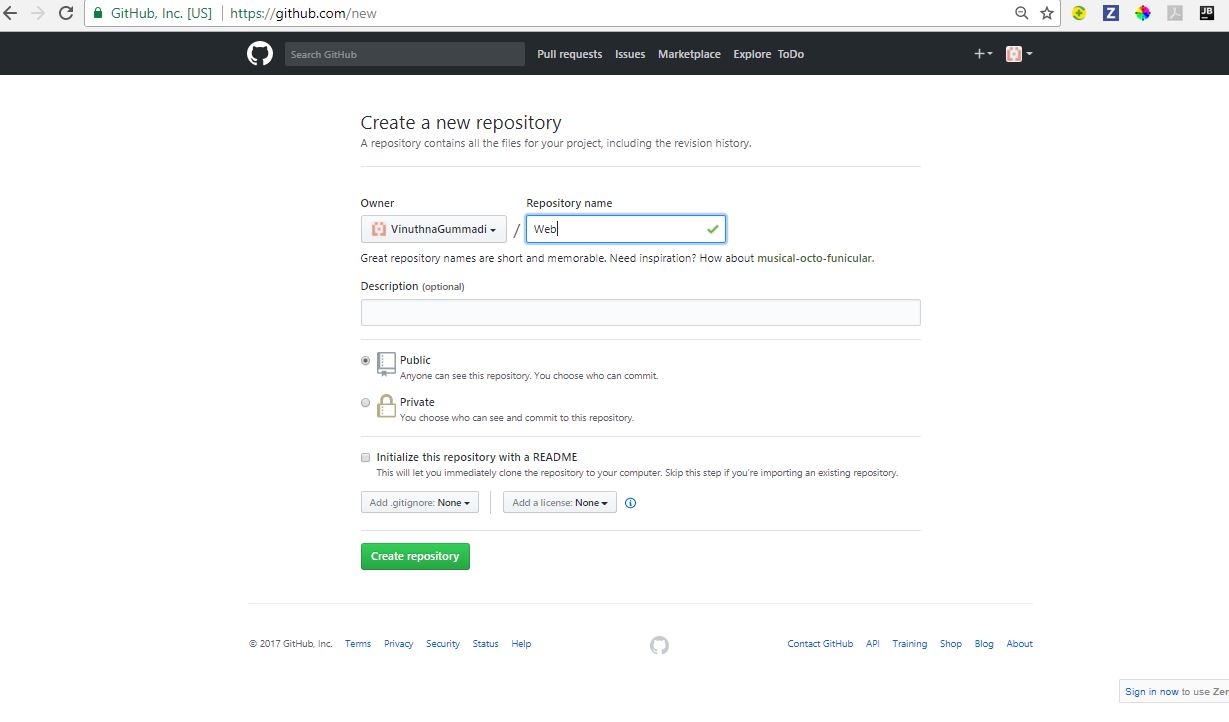 GitHub, Inc. [US] https://github.com/new
Z
JB
Search GitHub Pull requests Issues Marketplace Explore ToDo
Create a new repository
A repository contains all the files for your project, including the revision history.
Owner Repository name
VinuthnaGummadi / Web
Great repository names are short and memorable. Need inspiration? How about musical-octo-funicular.
Description (optional)
Public
Anyone can see this repository. You choose who can commit.
Private
You choose who can see and commit to this repository.
Initialize this repository with a README
This will let you immediately clone the repository to your computer. Skip this step if you're importing an existing repository.
Add .gitignore: None Add a license: None
Create repository
© 2017 GitHub, Inc. Terms Privacy Security Status Help Contact GitHub API Training Shop Blog About
Sign in now to use Zer